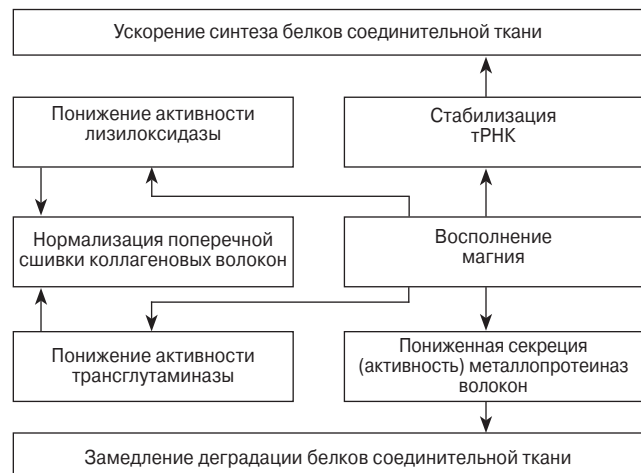 Ускорение синтеза белков соединительной ткани
Понижение активности
лизилоксидазы
Стабилизация
тРНК
Нормализация поперечной
сшивки коллагеновых волокон
Восполнение
магния
Понижение активности
трансглутаминазы
Пониженная секреция
(активность) металлопротеиназ
волокон
Замедление деградации белков соединительной ткани